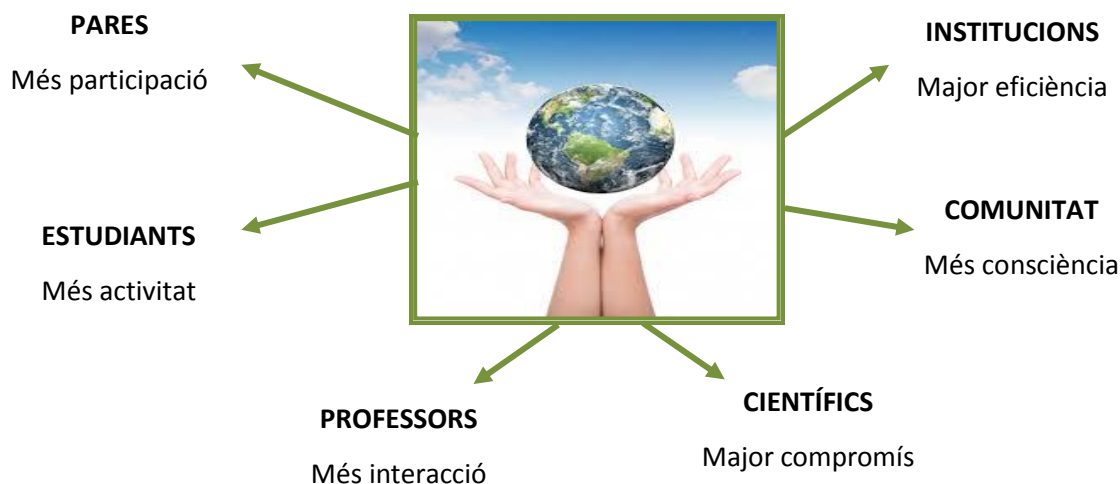 PARES
Més participació
ESTUDIANTS
Més activitat
PROFESSORS
Més interacció
CIENTÍFICS
Major compromís
COMUNITAT
Més consciència
INSTITUCIONS
Major eficiència